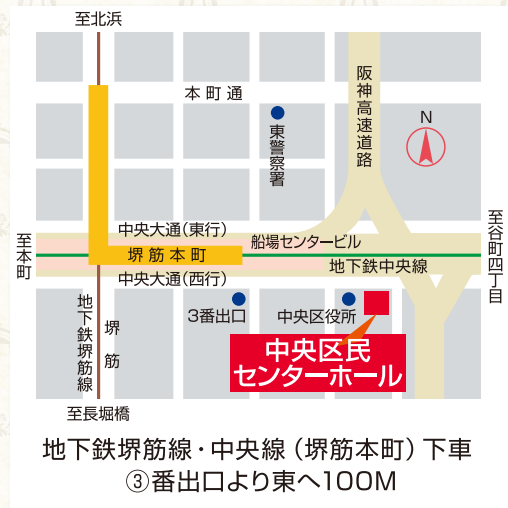 至北浜
本町通
阪神高速道路
東警察署
N
中央大通(東行)
船場センタービル
至本町
堺筋本町
地下鉄中央線
至谷町四丁目
中央大通(西行)
3番出口
中央区役所
地下鉄堺筋線
堺筋
中央区民
センターホール
至長堀橋
地下鉄堺筋線・中央線(堺筋本町)下車
③番出口より東へ100M